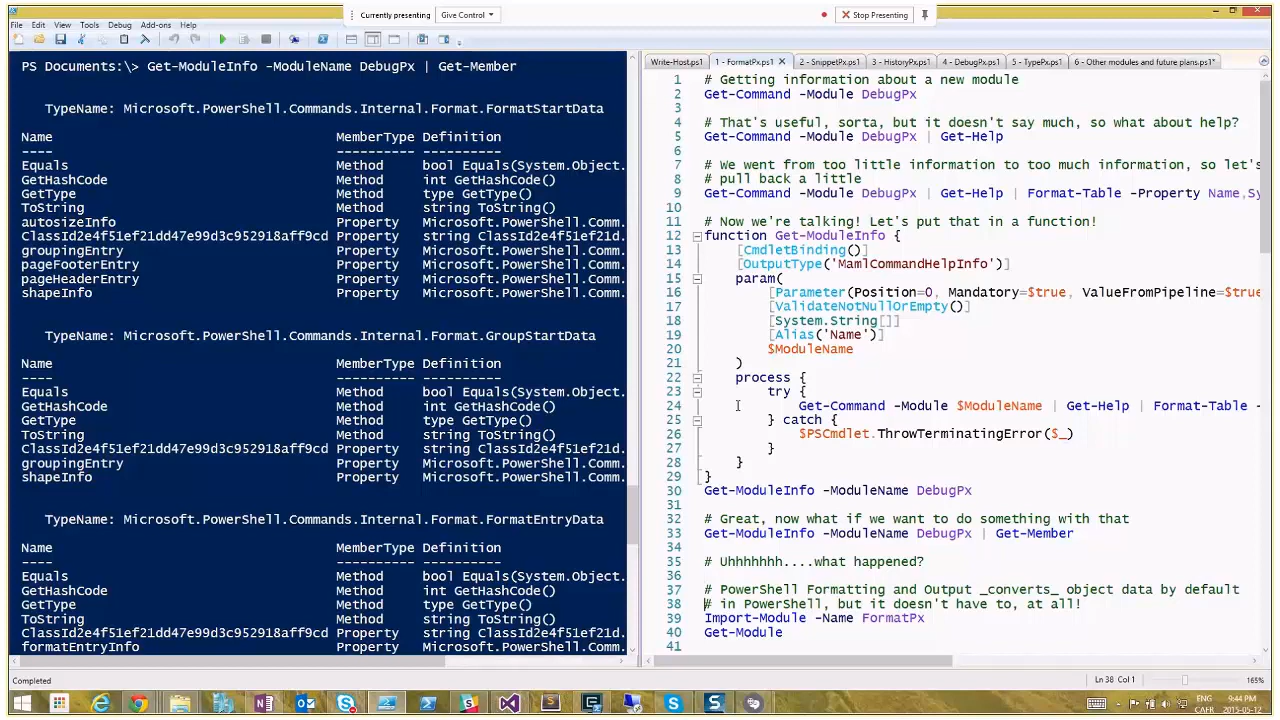 Currently presenting
Give Control
Stop Presenting
File Edit View Tools Debug Add-ons Help
PS Documents:\> Get-ModuleInfo -ModuleName DebugPx | Get-Member
TypeName: Microsoft.PowerShell.Commands.Internal.Format.FormatStartData
Name MemberType Definition
---- ---------- ----------
Equals Method bool Equals(System.Object.
GetHashCode Method int GetHashCode()
GetType Method type GetType()
ToString Method string ToString()
autosizeInfo Property Microsoft.PowerShell.Comm.
ClassId2e4f51ef21dd47e99d3c952918aff9cd Property string ClassId2e4f51ef21d.
groupingEntry Property Microsoft.PowerShell.Comm.
pageFooterEntry Property Microsoft.PowerShell.Comm.
pageHeaderEntry Property Microsoft.PowerShell.Comm.
shapeInfo Property Microsoft.PowerShell.Comm.
TypeName: Microsoft.PowerShell.Commands.Internal.Format.GroupStartData
Name MemberType Definition
---- ---------- ----------
Equals Method bool Equals(System.Object.
GetHashCode Method int GetHashCode()
GetType Method type GetType()
ToString Method string ToString()
ClassId2e4f51ef21dd47e99d3c952918aff9cd Property string ClassId2e4f51ef21d.
groupingEntry Property Microsoft.PowerShell.Comm.
shapeInfo Property Microsoft.PowerShell.Comm.
TypeName: Microsoft.PowerShell.Commands.Internal.Format.FormatEntryData
Name MemberType Definition
---- ---------- ----------
Equals Method bool Equals(System.Object.
GetHashCode Method int GetHashCode()
GetType Method type GetType()
ToString Method string ToString()
ClassId2e4f51ef21dd47e99d3c952918aff9cd Property string ClassId2e4f51ef21d.
formatEntryInfo Property Microsoft.PowerShell.Comm.
Write-Host.ps1 1 - FormatPx.ps1 2 - SnippetPx.ps1 3 - HistoryPx.ps1 4 - DebugPx.ps1 5 - TypePx.ps1 6 - Other modules and future plans.ps1*
1 # Getting information about a new module
2 Get-Command -Module DebugPx
3
4 # That's useful, sorta, but it doesn't say much, so what about help?
5 Get-Command -Module DebugPx | Get-Help
6
7 # We went from too little information to too much information, so let's
8 # pull back a little
9 Get-Command -Module DebugPx | Get-Help | Format-Table -Property Name,Sy
10
11 # Now we're talking! Let's put that in a function!
12 function Get-ModuleInfo {
13 [CmdletBinding()]
14 [OutputType('MamlCommandHelpInfo')]
15 param(
16 [Parameter(Position=0, Mandatory=$true, ValueFromPipeline=$true
17 [ValidateNotNullOrEmpty()]
18 [System.String[]]
19 [Alias('Name')]
20 $ModuleName
21 )
22 process {
23 try {
24 Get-Command -Module $ModuleName | Get-Help | Format-Table -
25 } catch {
26 $PSCmdlet.ThrowTerminatingError($_)
27 }
28 }
29 }
30 Get-ModuleInfo -ModuleName DebugPx
31
32 # Great, now what if we want to do something with that
33 Get-ModuleInfo -ModuleName DebugPx | Get-Member
34
35 # Uhhhhhhh....what happened?
36
37 # PowerShell Formatting and Output _converts_ object data by default
38 # in PowerShell, but it doesn't have to, at all!
39 Import-Module -Name FormatPx
40 Get-Module
41
Completed
Ln 38 Col 1
165%
ENG
CAFR
9:44 PM
2015-05-12